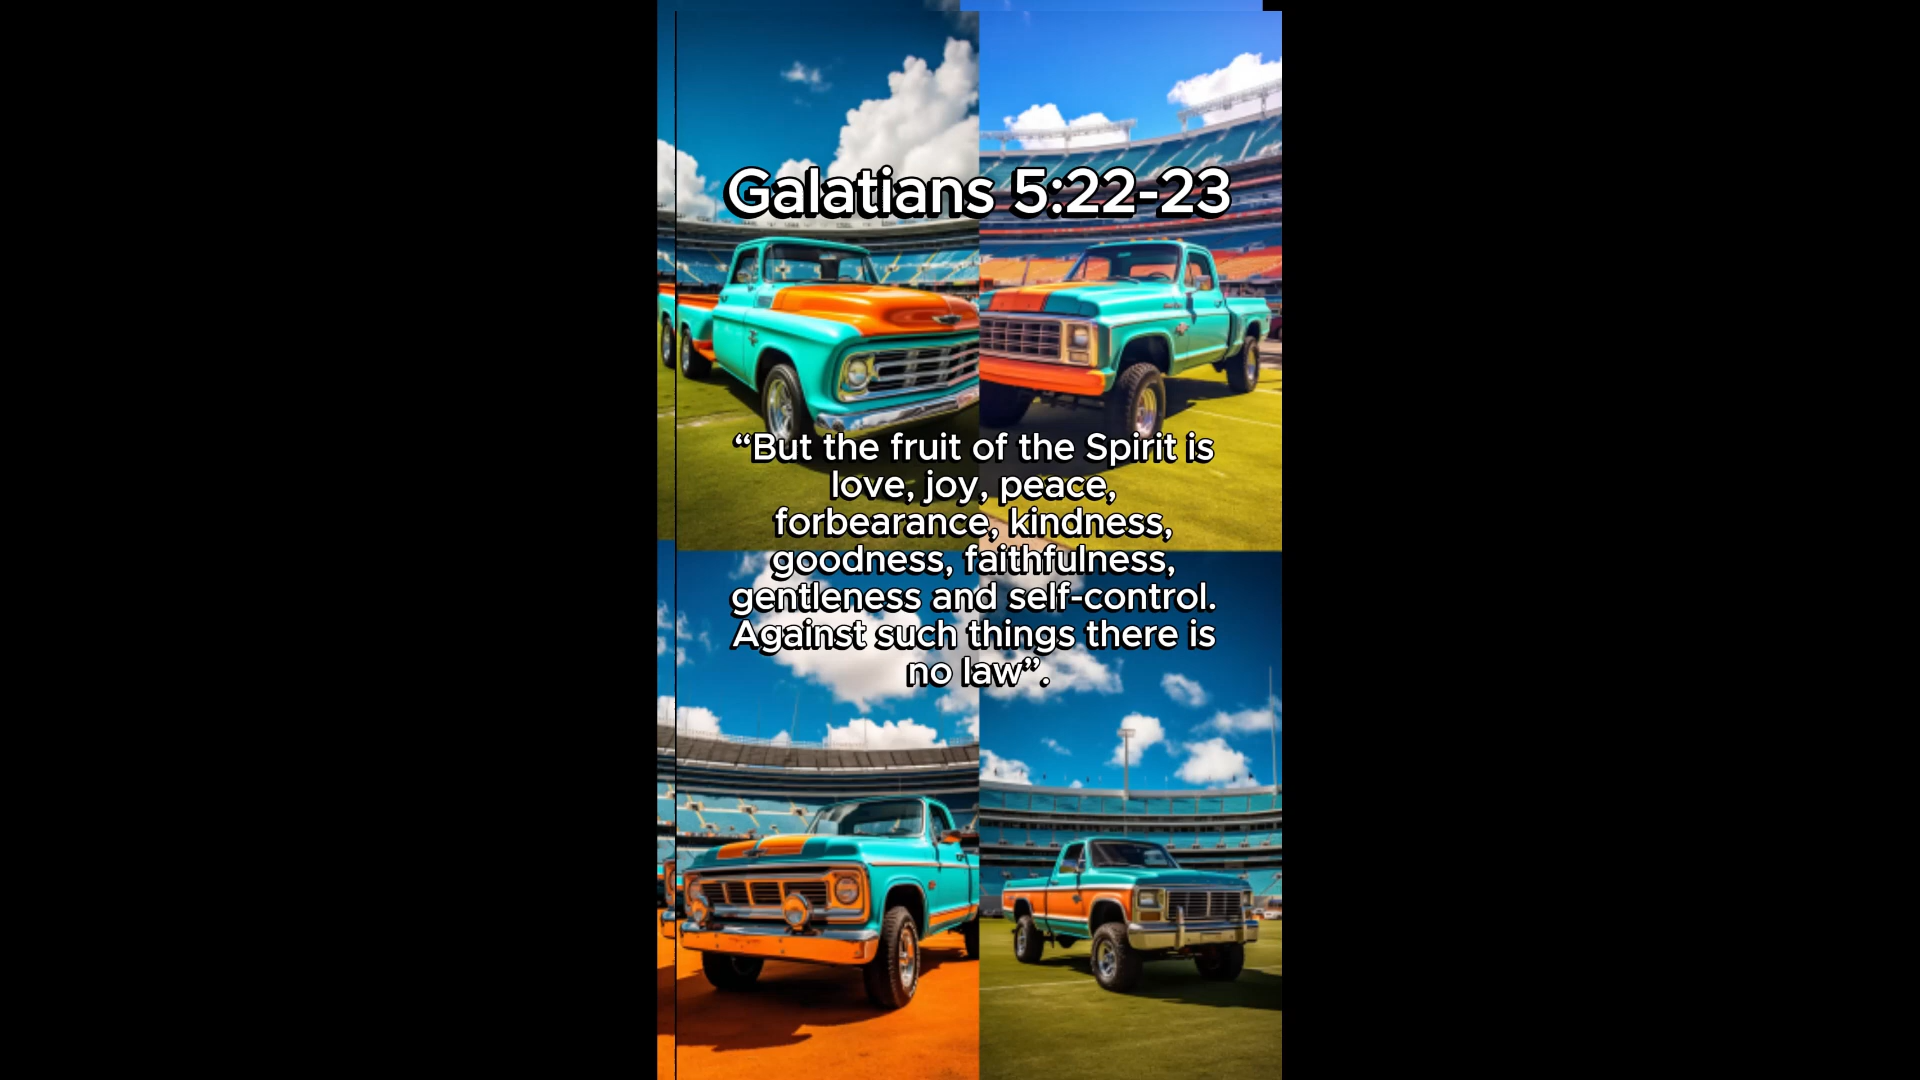 Galatians 5:22-23
“But the fruit of the Spirit is
love, joy, peace,
forbearance, kindness,
goodness, faithfulness,
gentleness and self-control.
Against such things there is
no law”.